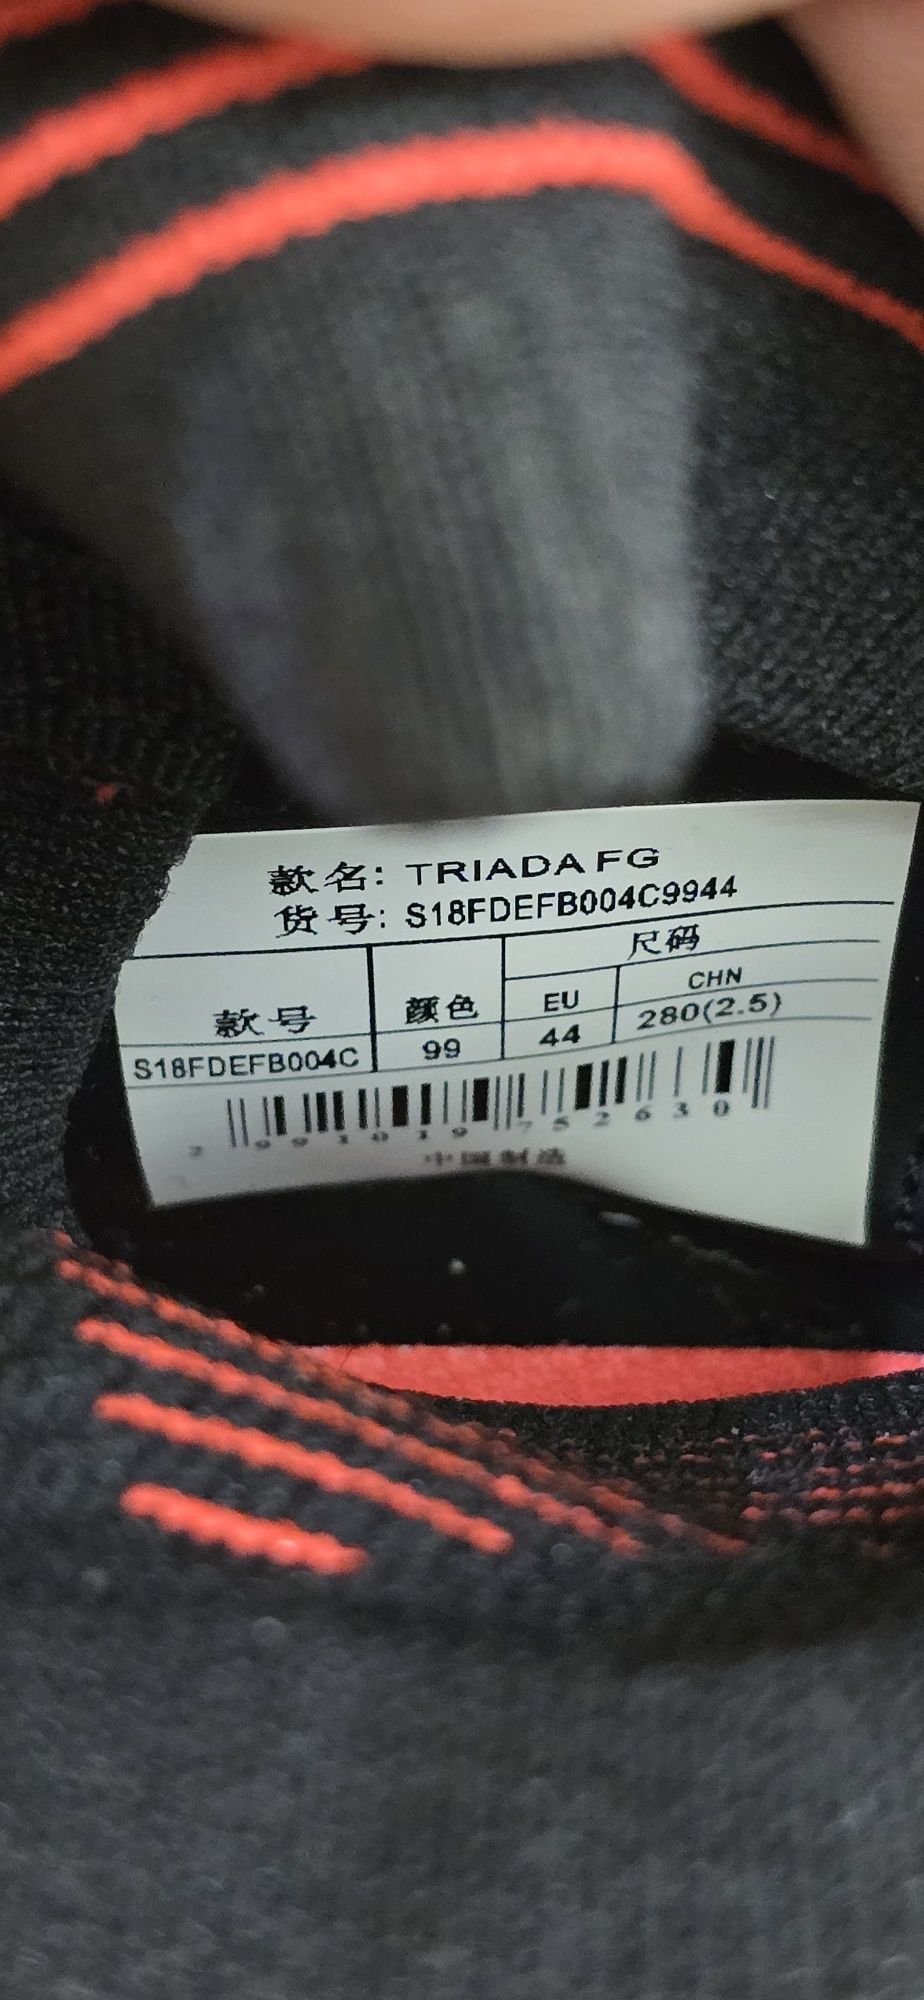 款名: TRIADA FG
货号: S18FDEFB004C9944
款号 颜色 尺码
EU CHN
S18FDEFB004C 99 44 280(2.5)
2991019752630
中国制造